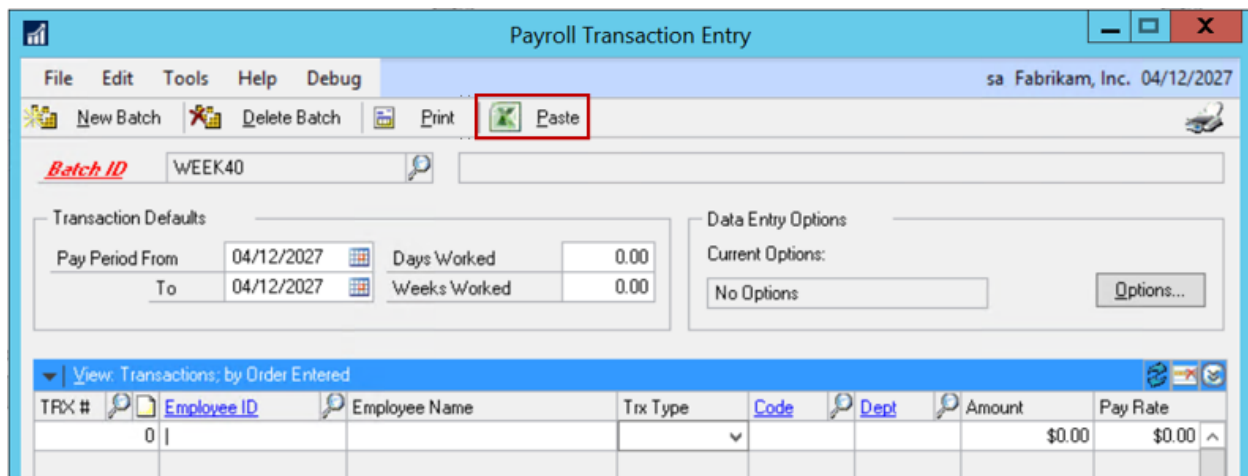 Payroll Transaction Entry
File Edit Tools Help Debug sa Fabrikam, Inc. 04/12/2027
New Batch Delete Batch Print Paste
Batch ID WEEK40
Transaction Defaults Data Entry Options
Pay Period From 04/12/2027 Days Worked 0.00 Current Options:
To 04/12/2027 Weeks Worked 0.00 No Options Options...
View: Transactions; by Order Entered
TRX # Employee ID Employee Name Trx Type Code Dept Amount Pay Rate
0 $0.00 $0.00